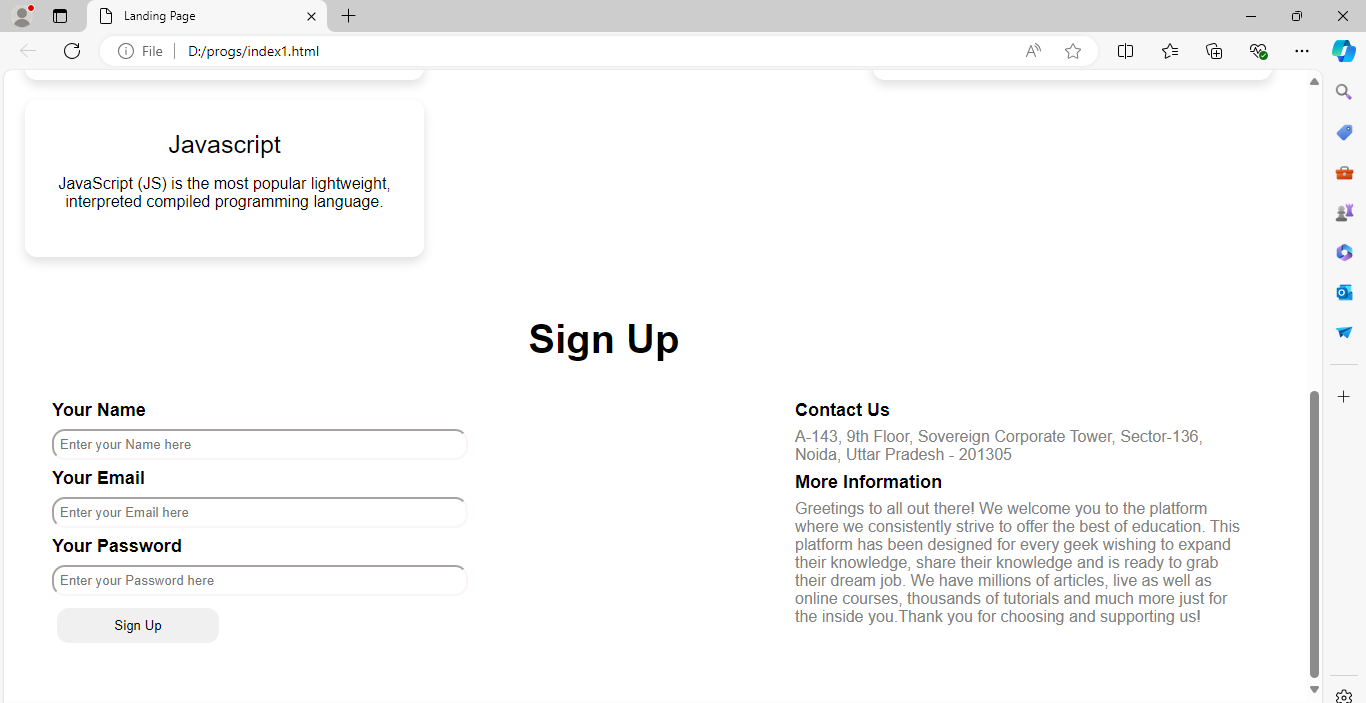 Landing Page
File
D:/progs/index1.html
Javascript
JavaScript (JS) is the most popular lightweight,
interpreted compiled programming language.
Sign Up
Your Name
Enter your Name here
Your Email
Enter your Email here
Your Password
Enter your Password here
Sign Up
Contact Us
A-143, 9th Floor, Sovereign Corporate Tower, Sector-136,
Noida, Uttar Pradesh - 201305
More Information
Greetings to all out there! We welcome you to the platform
where we consistently strive to offer the best of education. This
platform has been designed for every geek wishing to expand
their knowledge, share their knowledge and is ready to grab
their dream job. We have millions of articles, live as well as
online courses, thousands of tutorials and much more just for
the inside you.Thank you for choosing and supporting us!